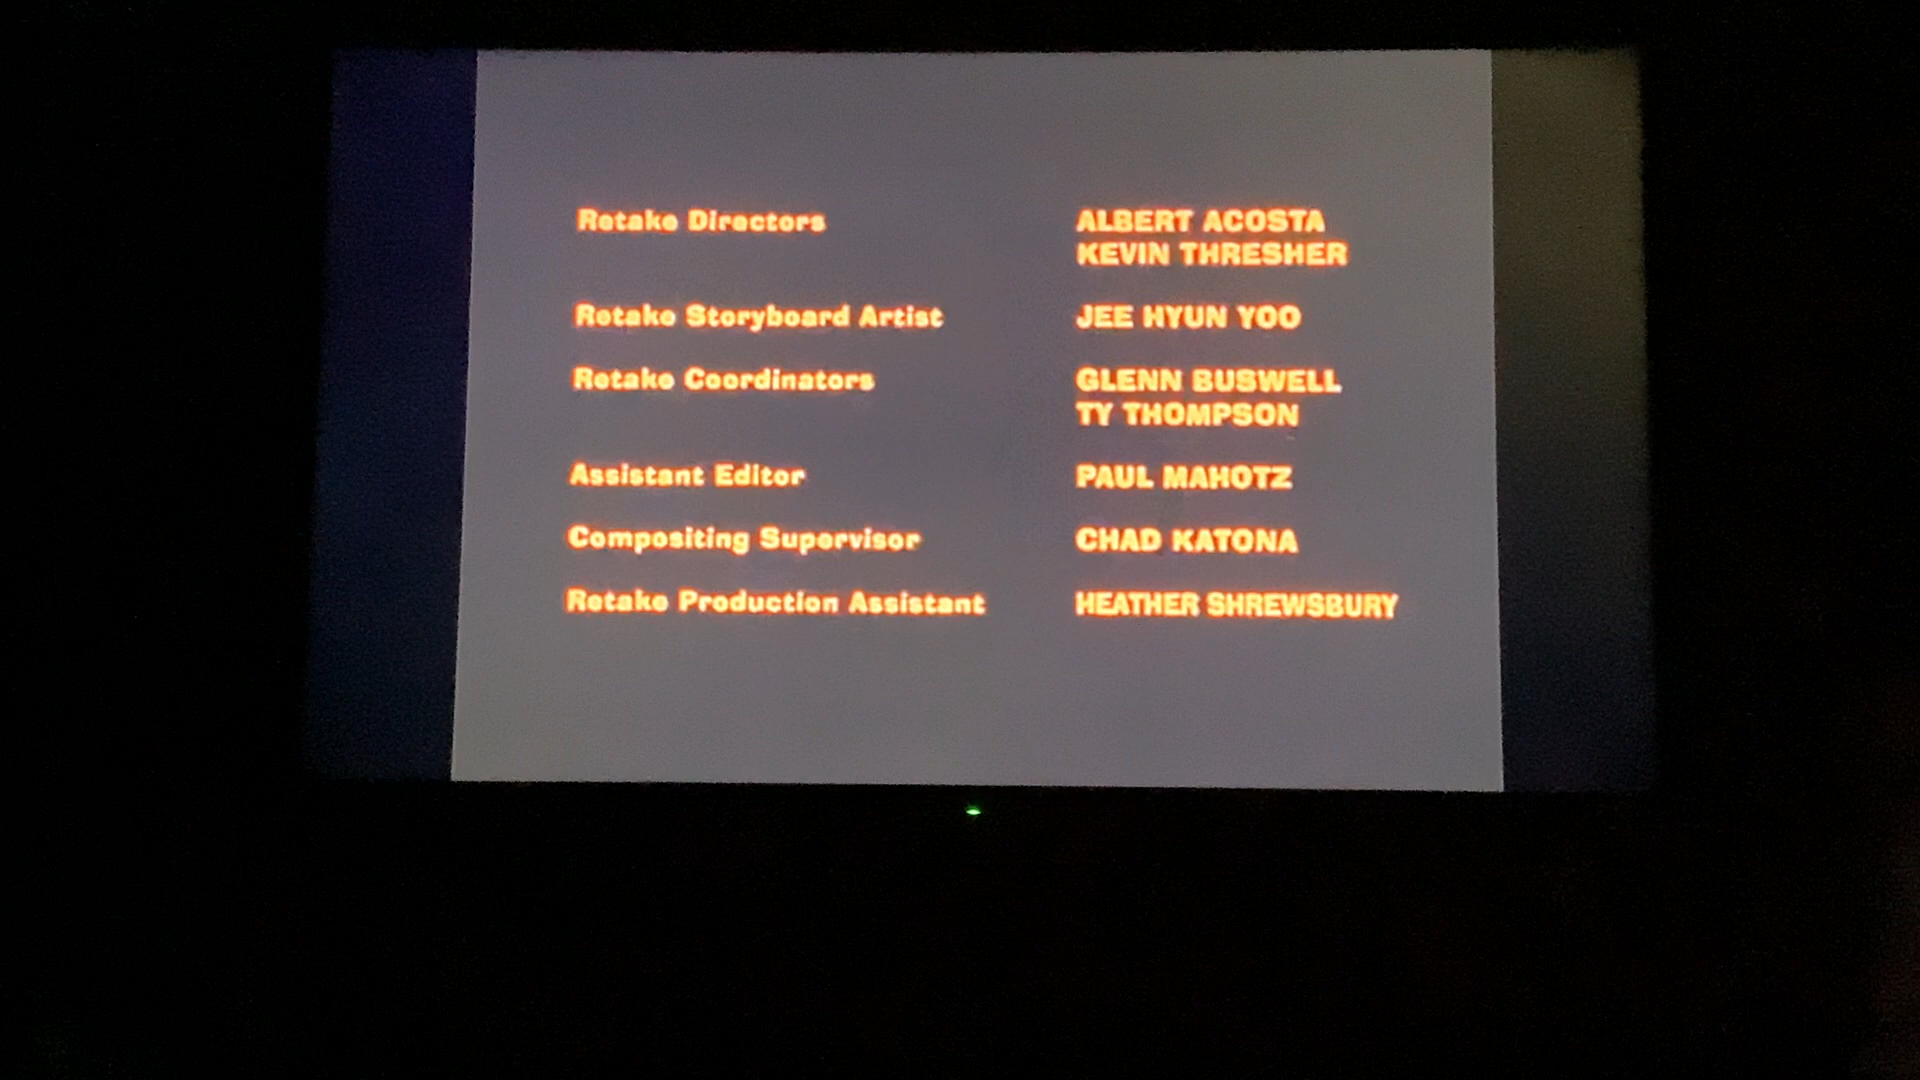 Retake Directors ALBERT ACOSTA
KEVIN THRESHER
Retake Storyboard Artist JEE HYUN YOO
Retake Coordinators GLENN BUSWELL
TY THOMPSON
Assistant Editor PAUL MAHOTZ
Compositing Supervisor CHAD KATONA
Retake Production Assistant HEATHER SHREWSBURY